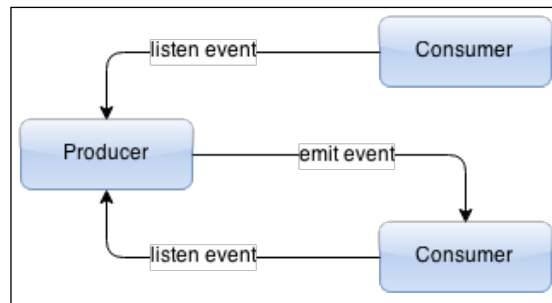 listen event
Consumer
Producer
emit event
listen event
Consumer